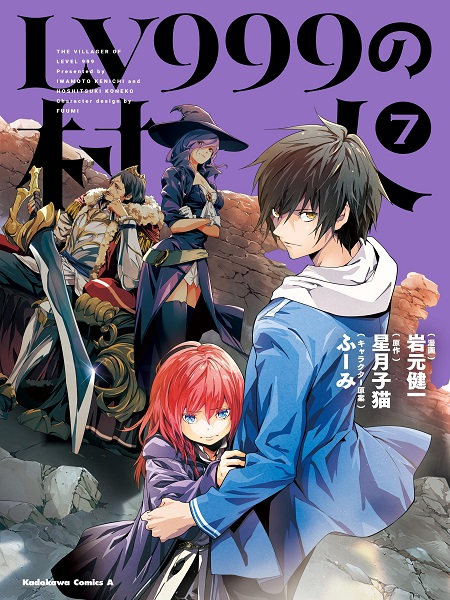 LV999の
村人
7
THE VILLAGER OF
LEVEL 999
Presented by
IWAMOTO KENICHI and
HOSHITSUKI KONEKO
Character design by
FUUMI
(漫画)
岩元健一
(原作)
星月子猫
(キャラクター原案)
ふーみ
Kadokawa Comics A